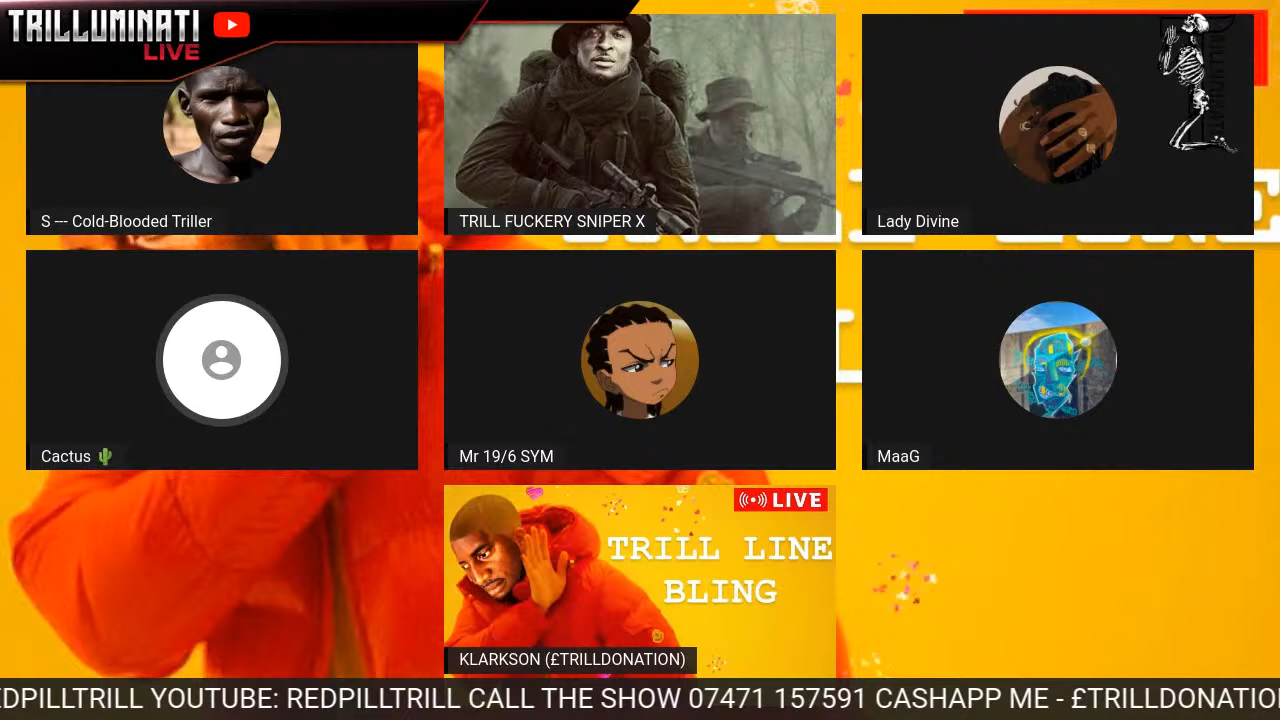 TRILLUMINATI
LIVE
S --- Cold-Blooded Triller
TRILL FUCKERY SNIPER X
Lady Divine
Cactus 🌵
Mr 19/6 SYM
MaaG
LIVE
TRILL LINE
BLING
KLARKSON (£TRILLDONATION)
EDPILLTRILL YOUTUBE: REDPILLTRILL CALL THE SHOW 07471 157591 CASHAPP ME - £TRILLDONATIO